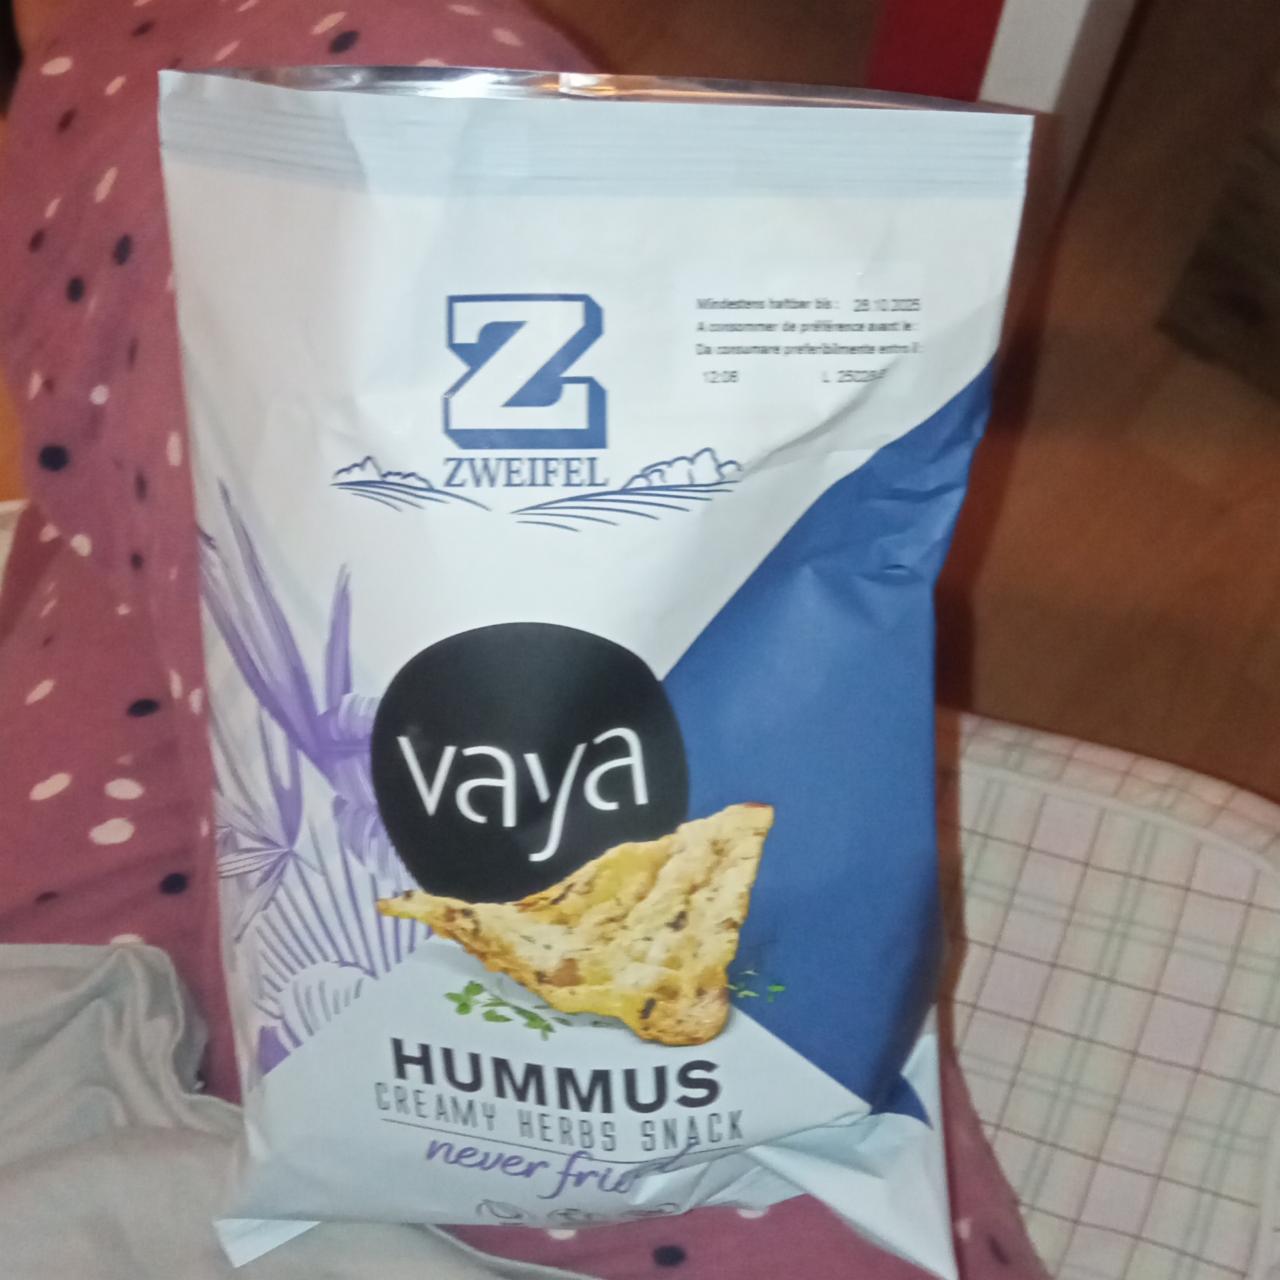 Z
ZWEIFEL
Mindestens haltbar bis: 28.10.2025
A consommer de préférence avant le:
Da consumare preferibilmente entro il:
12:06 L
vaya
HUMMUS
CREAMY HERBS SNACK
never